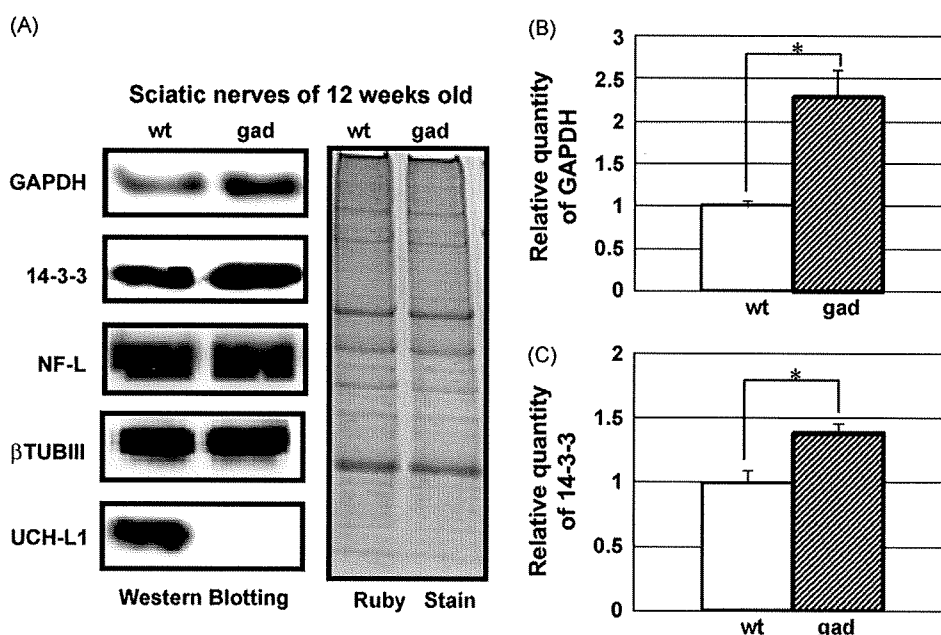 (A)
Sciatic nerves of 12 weeks old
wt gad wt gad
GAPDH
14-3-3
NF-L
βTUBIII
UCH-L1
Western Blotting Ruby Stain
(B)
Relative quantity
of GAPDH
3
2.5
2
1.5
1
0.5
0
*
wt gad
(C)
Relative quantity
of 14-3-3
2
1.5
1
0.5
0
*
wt gad